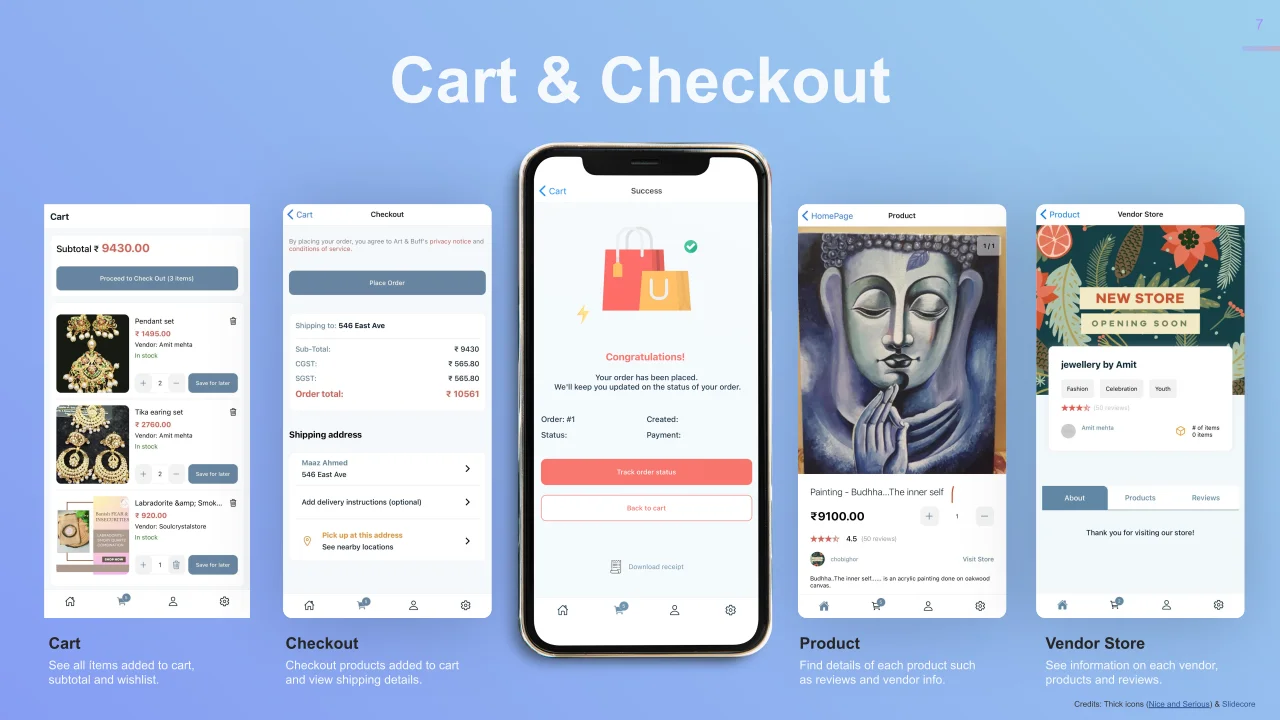 7
Cart & Checkout
Cart
Subtotal ₹ 9430.00
Proceed to Check Out (3 items)
Pendant set
₹ 1495.00
Vendor: Amit mehta
In stock
+ 2 −
Save for later
Tika earing set
₹ 2760.00
Vendor: Amit mehta
In stock
+ 2 −
Save for later
Labradorite &amp; Smok...
₹ 920.00
Vendor: Soulcrystalstore
In stock
+ 1
Save for later
Banish FEAR &
INSECURITIES
SHOP NOW
Cart
See all items added to cart,
subtotal and wishlist.
Cart
Checkout
By placing your order, you agree to Art & Buff's privacy notice and
conditions of service.
Place Order
Shipping to: 546 East Ave
Sub-Total: ₹ 9430
CGST: ₹ 565.80
SGST: ₹ 565.80
Order total: ₹ 10561
Shipping address
Maaz Ahmed
546 East Ave
Add delivery instructions (optional)
Pick up at this address
See nearby locations
Checkout
Checkout products added to cart
and view shipping details.
Cart
Success
Congratulations!
Your order has been placed.
We'll keep you updated on the status of your order.
Order: #1 Created:
Status: Payment:
Track order status
Back to cart
Download receipt
HomePage
Product
1 / 1
Painting - Budhha...The inner self
₹9100.00
+ 1 −
4.5 (50 reviews)
chobighor
Visit Store
Budhha..The inner self...... is an acrylic painting done on oakwood
canvas.
Product
Find details of each product such
as reviews and vendor info.
Product
Vendor Store
NEW STORE
OPENING SOON
jewellery by Amit
Fashion Celebration Youth
(50 reviews)
Amit mehta
# of items
0 items
About Products Reviews
Thank you for visiting our store!
Vendor Store
See information on each vendor,
products and reviews.
Credits: Thick icons (Nice and Serious) & Slidecore